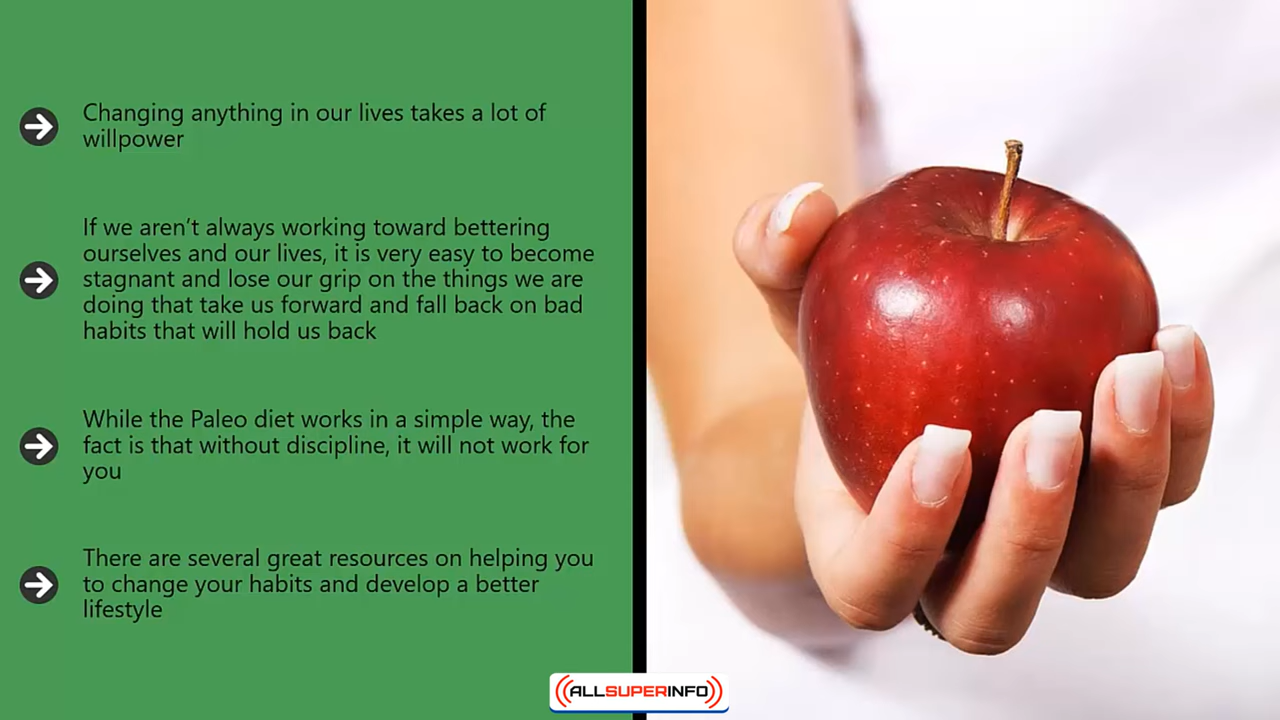 Changing anything in our lives takes a lot of
willpower
If we aren’t always working toward bettering
ourselves and our lives, it is very easy to become
stagnant and lose our grip on the things we are
doing that take us forward and fall back on bad
habits that will hold us back
While the Paleo diet works in a simple way, the
fact is that without discipline, it will not work for
you
There are several great resources on helping you
to change your habits and develop a better
lifestyle
ALLSUPERINFO